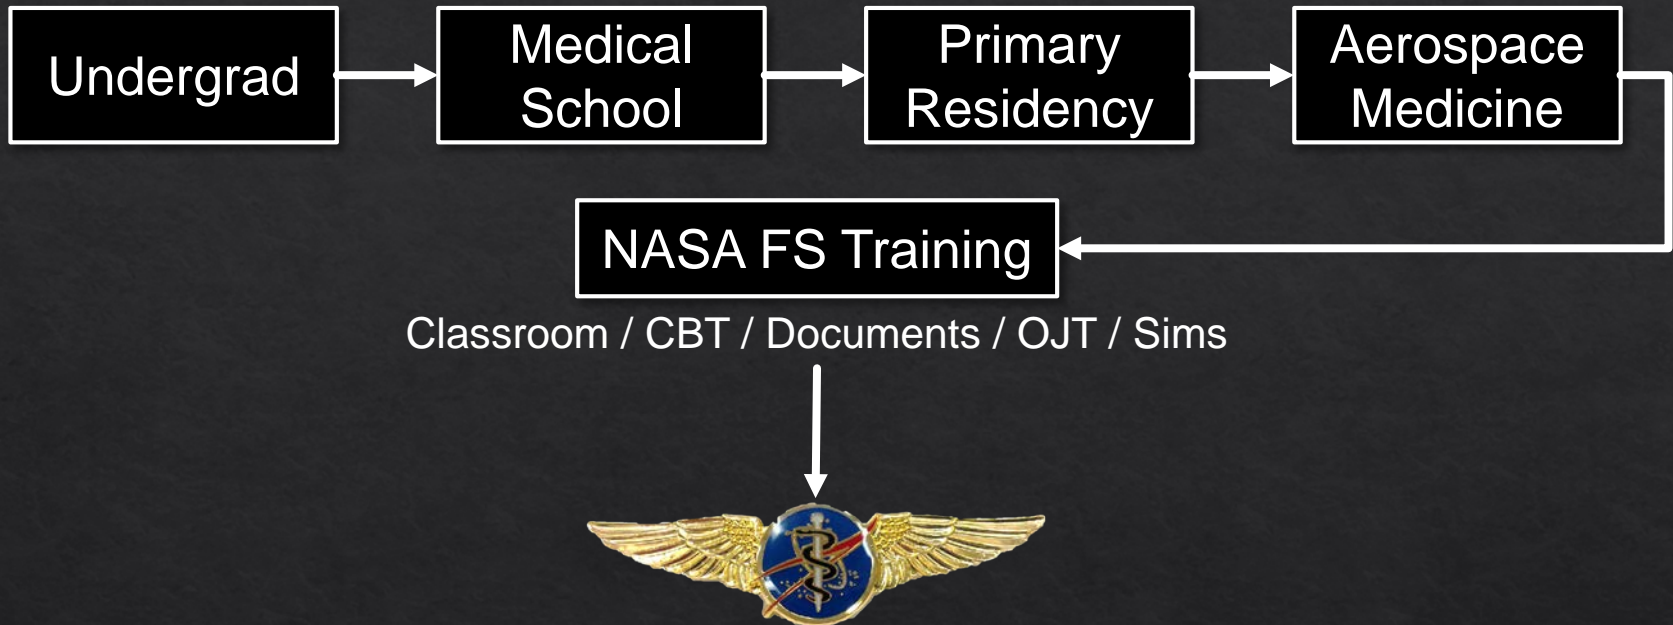 Undergrad
Medical
School
Primary
Residency
Aerospace
Medicine
NASA FS Training
Classroom / CBT / Documents / OJT / Sims